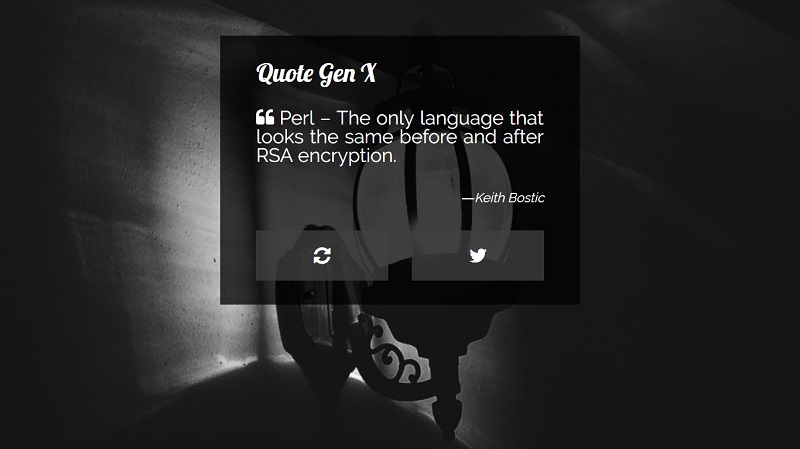 Quote Gen X
❝ Perl – The only language that
looks the same before and after
RSA encryption.
—Keith Bostic